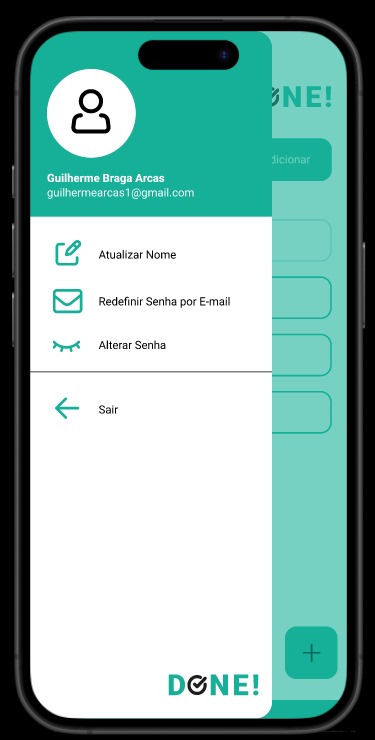 NE!
dicionar
Guilherme Braga Arcas
guilhermearcas1@gmail.com
Atualizar Nome
Redefinir Senha por E-mail
Alterar Senha
Sair
DONE!